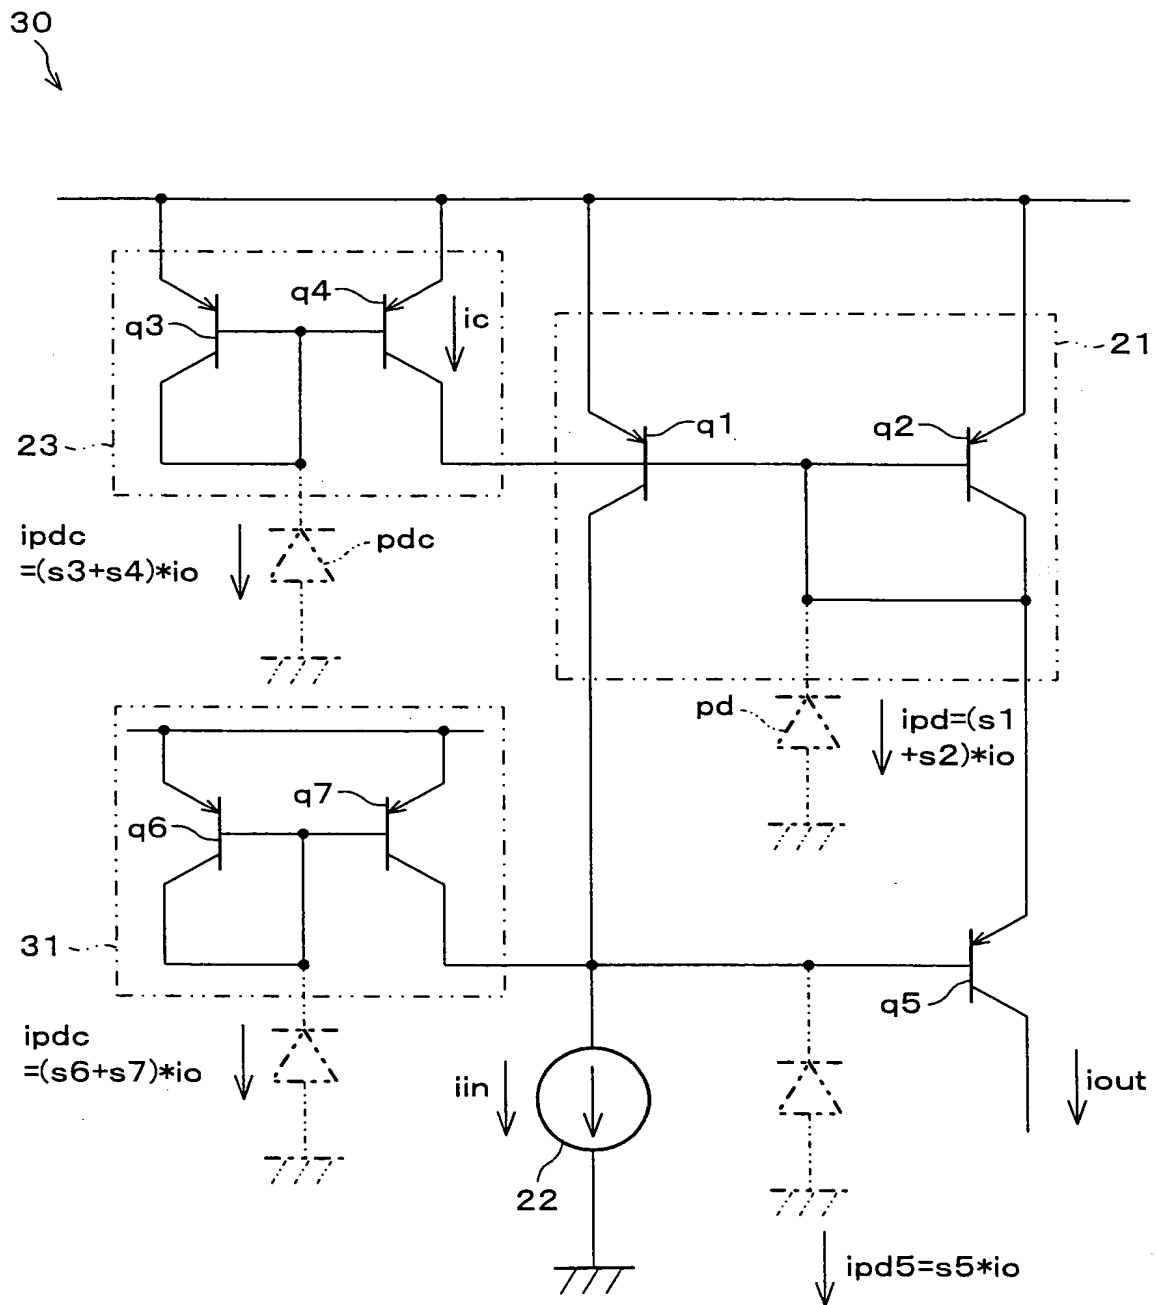 30
q4
q3
ic
21
q1
q2
23
ipdc
=(s3+s4)*io
pdc
pd
ipd=(s1
+s2)*io
q7
q6
31
q5
ipdc
=(s6+s7)*io
iin
iout
22
ipd5=s5*io